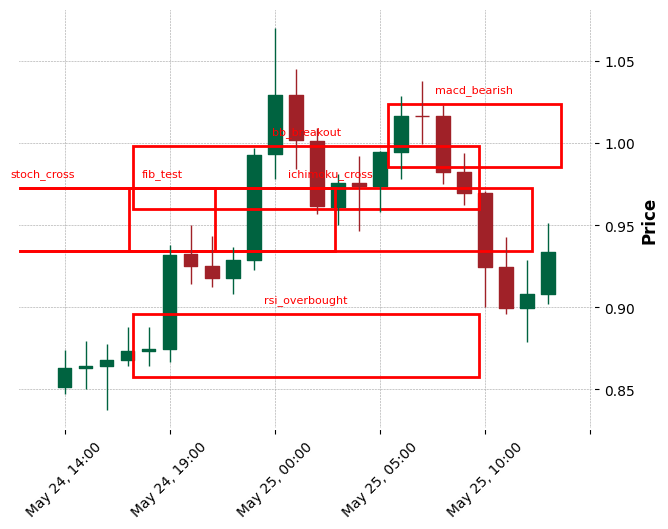 1.05
macd_bearish
bb_breakout
1.00
stoch_cross
fib_test
ichimoku_cross
0.95
Price
rsi_overbought
0.90
0.85
May 24, 14:00
May 24, 19:00
May 25, 00:00
May 25, 05:00
May 25, 10:00